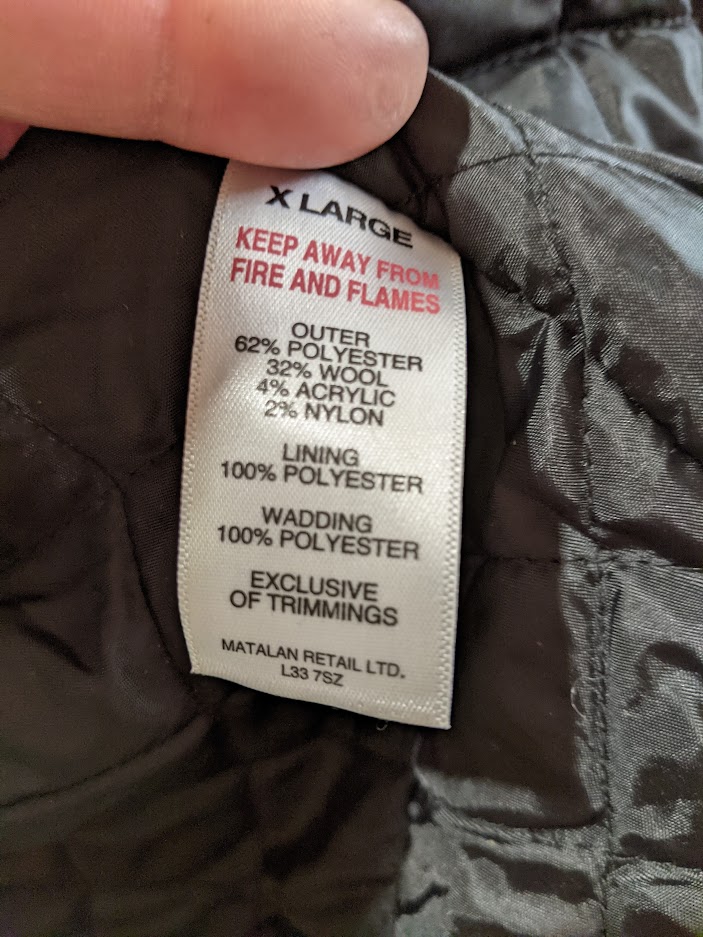 X LARGE
KEEP AWAY FROM
FIRE AND FLAMES
OUTER
62% POLYESTER
32% WOOL
4% ACRYLIC
2% NYLON
LINING
100% POLYESTER
WADDING
100% POLYESTER
EXCLUSIVE
OF TRIMMINGS
MATALAN RETAIL LTD.
L33 7SZ